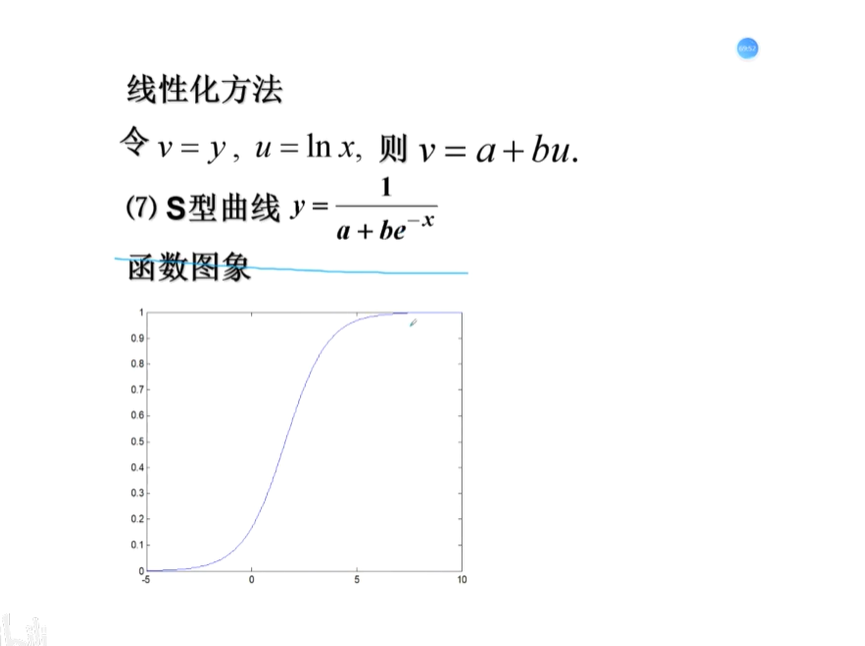 线性化方法
令 v = y , u = ln x, 则 v = a + bu.
⑺ S型曲线 y = 1 / (a + be^{-x})
函数图象
1
0.9
0.8
0.7
0.6
0.5
0.4
0.3
0.2
0.1
0
-5 0 5 10